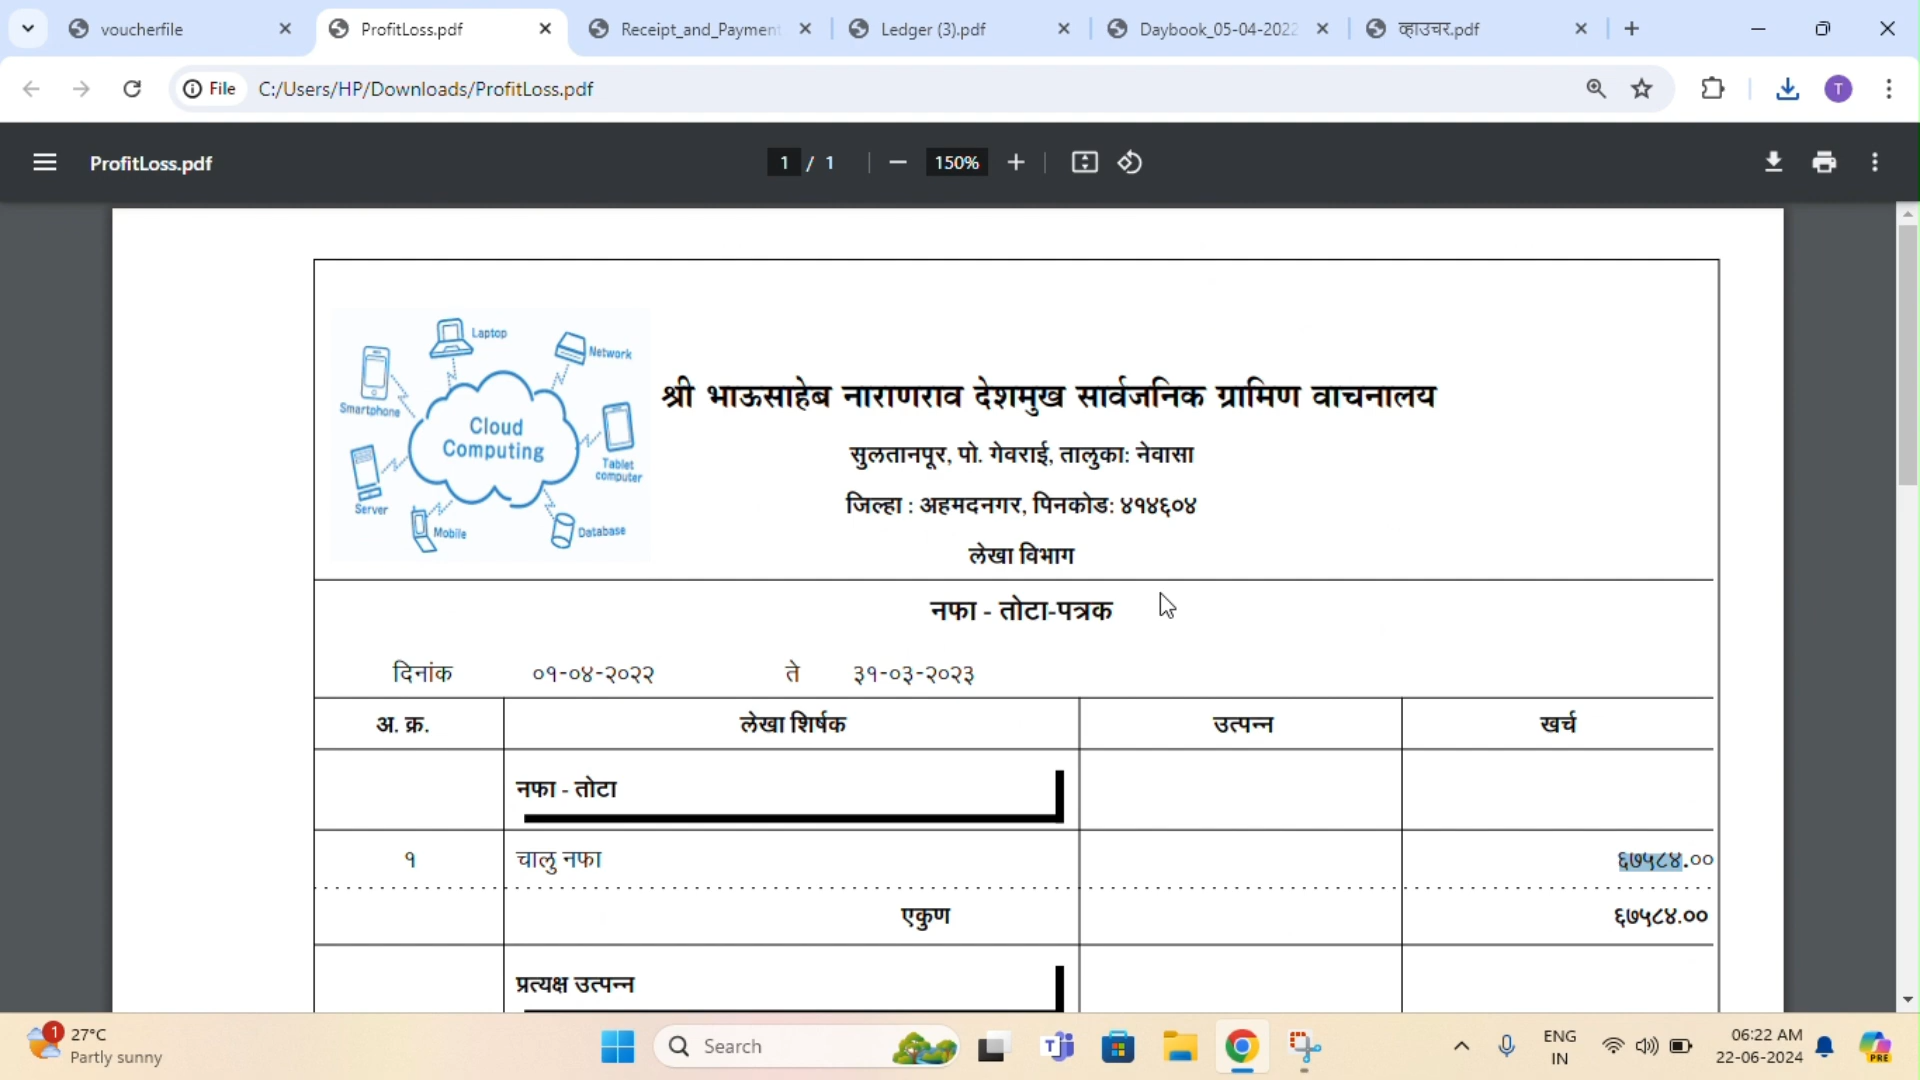 voucherfile
ProfitLoss.pdf
Receipt_and_Payment
Ledger (3).pdf
Daybook_05-04-2022
व्हाउचर.pdf
File
C:/Users/HP/Downloads/ProfitLoss.pdf
T
ProfitLoss.pdf
1 / 1
150%
Laptop
Network
Smartphone
Cloud
Computing
Tablet
computer
Server
Mobile
Database
श्री भाऊसाहेब नाराणराव देशमुख सार्वजनिक ग्रामिण वाचनालय
सुलतानपूर, पो. गेवराई, तालुका: नेवासा
जिल्हा : अहमदनगर, पिनकोड: ४१४६०४
लेखा विभाग
नफा - तोटा-पत्रक
दिनांक ०१-०४-२०२२ ते ३१-०३-२०२३
अ. क्र. लेखा शिर्षक उत्पन्न खर्च
नफा - तोटा
१ चालु नफा ६७५८४.००
एकुण ६७५८४.००
प्रत्यक्ष उत्पन्न
1
27°C
Partly sunny
Search
ENG
IN
06:22 AM
22-06-2024
PRE